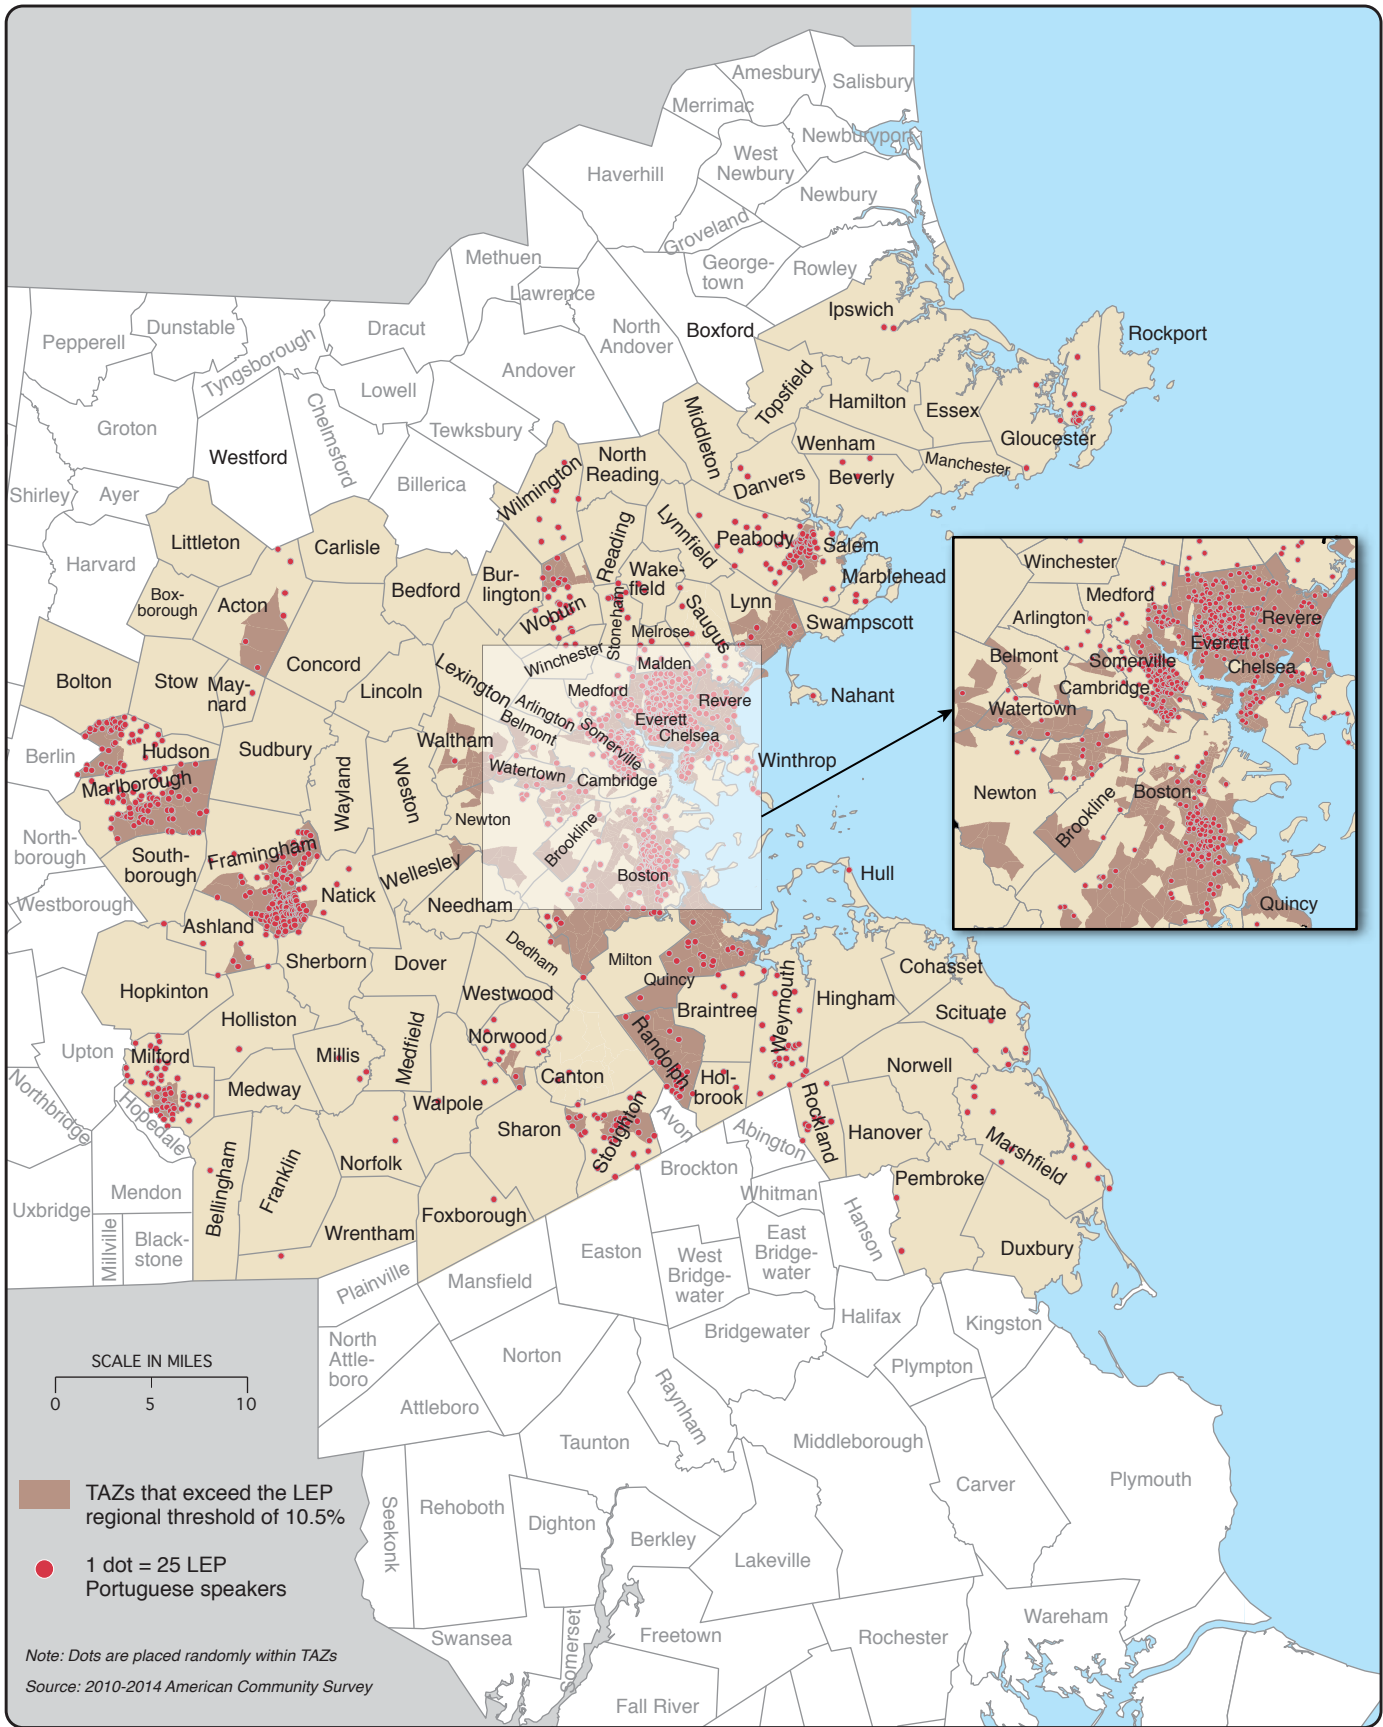 Amesbury
Salisbury
Merrimac
Newburyport
West
Newbury
Haverhill
Newbury
Groveland
Methuen
George-
town
Rowley
Lawrence
Ipswich
Pepperell
Dunstable
Tyngsborough
Dracut
North
Andover
Boxford
Rockport
Andover
Lowell
Topsfield
Hamilton
Essex
Groton
Chelmsford
Tewksbury
Middleton
Gloucester
Westford
Wenham
North
Reading
Manchester
Wilmington
Danvers
Beverly
Shirley
Ayer
Billerica
Littleton
Carlisle
Reading
Lynnfield
Peabody
Salem
Harvard
Bur-
lington
Wake-
field
Marblehead
Bedford
Box-
borough
Acton
Woburn
Stoneham
Saugus
Lynn
Swampscott
Melrose
Winchester
Malden
Concord
Bolton
Stow
May-
nard
Lincoln
Lexington
Arlington
Medford
Revere
Nahant
Everett
Belmont
Somerville
Chelsea
Berlin
Hudson
Sudbury
Waltham
Winthrop
Marlborough
Wayland
Weston
Watertown
Cambridge
Newton
Brookline
North-
borough
South-
borough
Framingham
Wellesley
Boston
Hull
Westborough
Natick
Needham
Ashland
Dedham
Milton
Quincy
Sherborn
Dover
Westwood
Cohasset
Hopkinton
Braintree
Weymouth
Hingham
Scituate
Holliston
Medfield
Norwood
Randolph
Upton
Milford
Millis
Norwell
Canton
Hol-
brook
Northbridge
Medway
Walpole
Rockland
Hopedale
Sharon
Stoughton
Avon
Abington
Hanover
Marshfield
Bellingham
Franklin
Norfolk
Brockton
Pembroke
Mendon
Whitman
Uxbridge
Foxborough
Hanson
Millville
Black-
stone
Wrentham
Easton
West
Bridge-
water
East
Bridge-
water
Duxbury
Plainville
Mansfield
Halifax
Kingston
North
Attle-
boro
Norton
Bridgewater
Plympton
Raynham
Attleboro
Taunton
Middleborough
Carver
Plymouth
Seekonk
Rehoboth
Dighton
Berkley
Lakeville
Wareham
Swansea
Somerset
Freetown
Rochester
Fall River
Winchester
Medford
Arlington
Revere
Everett
Belmont
Somerville
Chelsea
Cambridge
Watertown
Newton
Brookline
Boston
Quincy
SCALE IN MILES
0 5 10
TAZs that exceed the LEP
regional threshold of 10.5%
1 dot = 25 LEP
Portuguese speakers
Note: Dots are placed randomly within TAZs
Source: 2010-2014 American Community Survey